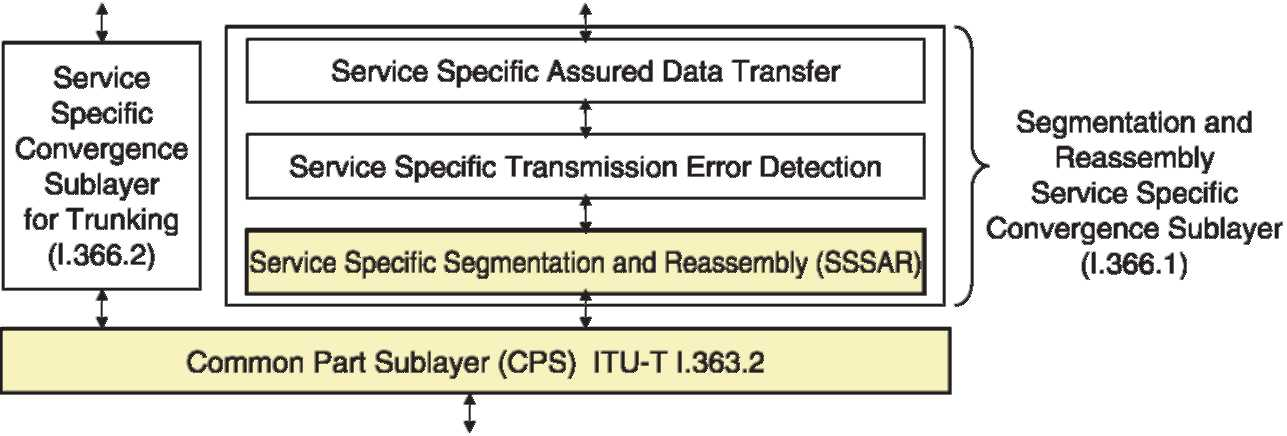 Service
Specific
Convergence
Sublayer
for Trunking
(I.366.2)
Service Specific Assured Data Transfer
Service Specific Transmission Error Detection
Service Specific Segmentation and Reassembly (SSSAR)
Segmentation and
Reassembly
Service Specific
Convergence Sublayer
(I.366.1)
Common Part Sublayer (CPS) ITU-T I.363.2